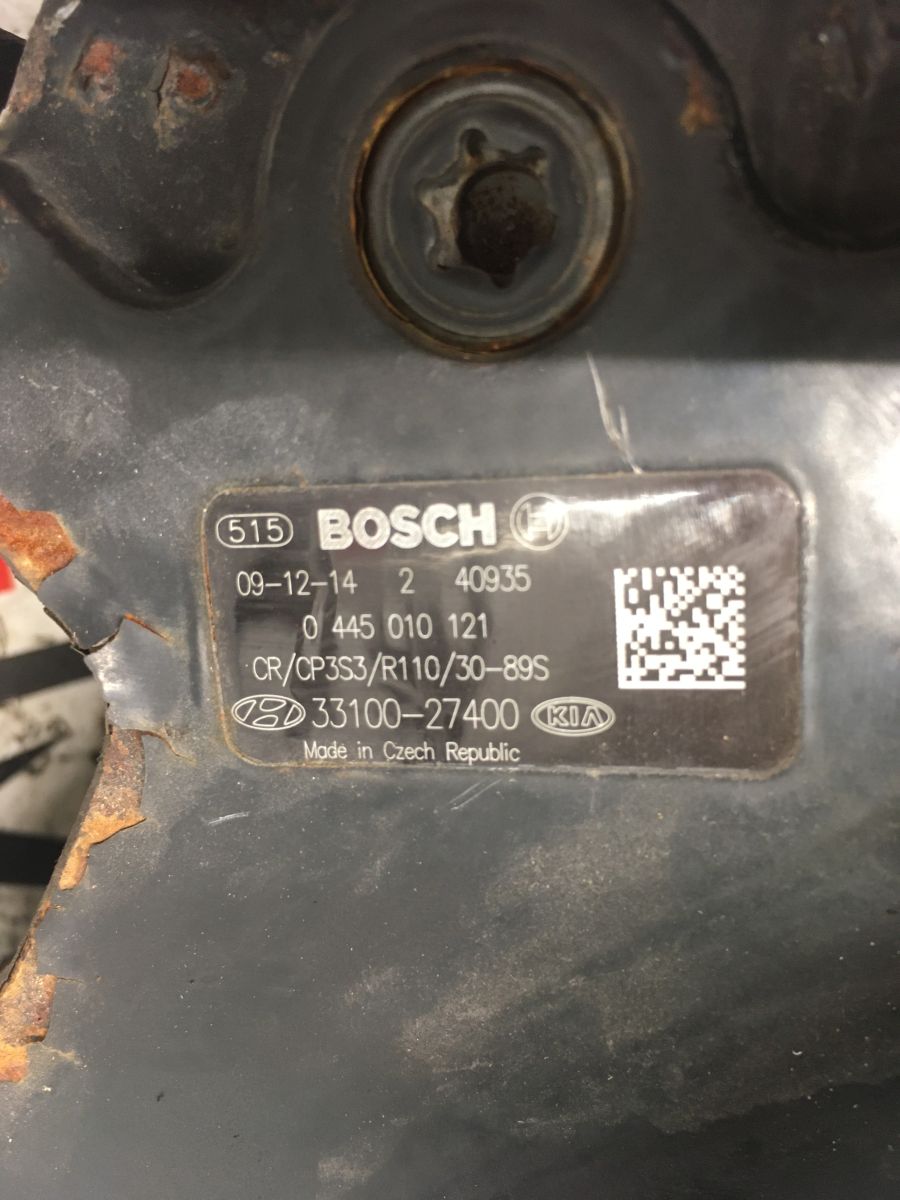 515 BOSCH
09-12-14 2 40935
0 445 010 121
CR/CP3S3/R110/30-89S
33100-27400 KIA
Made in Czech Republic